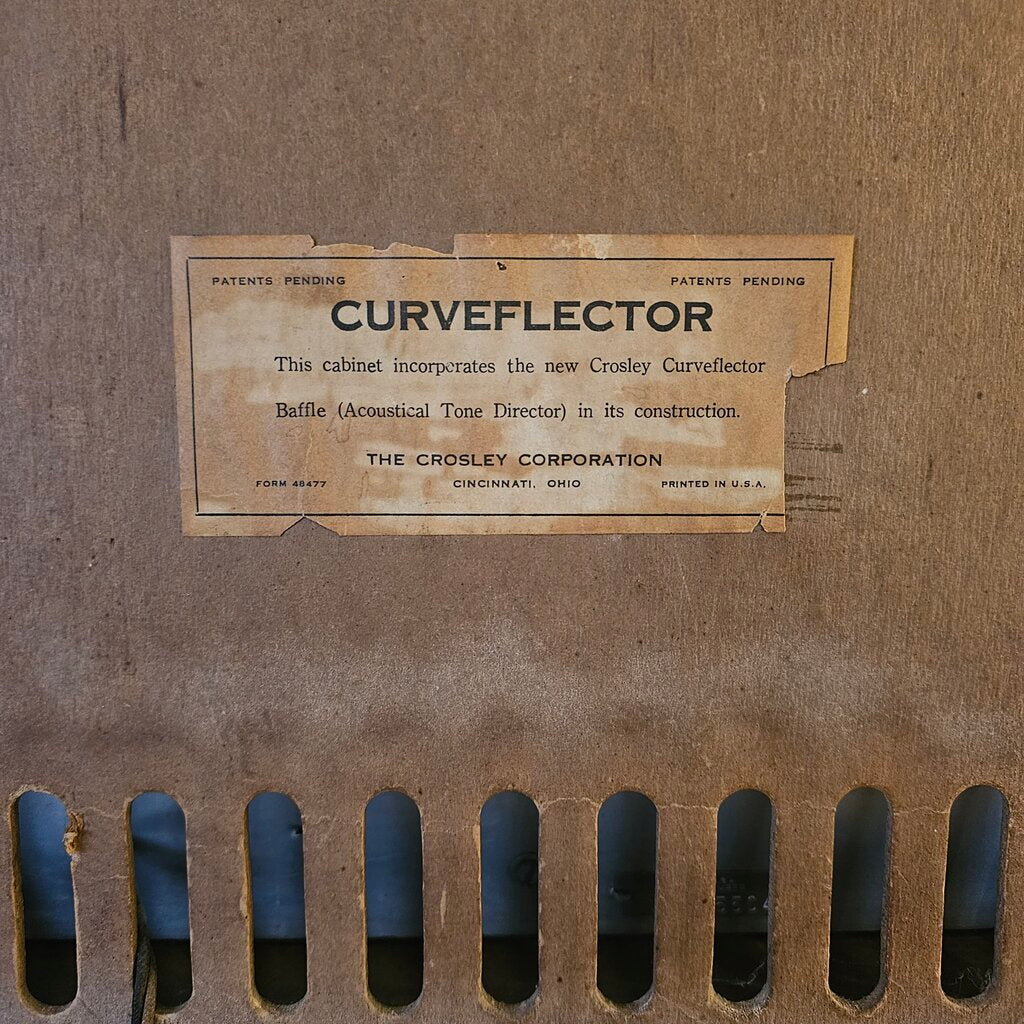 PATENTS PENDING PATENTS PENDING
CURVEFLECTOR
This cabinet incorporates the new Crosley Curveflector
Baffle (Acoustical Tone Director) in its construction.
THE CROSLEY CORPORATION
FORM 48477 CINCINNATI, OHIO PRINTED IN U.S.A.